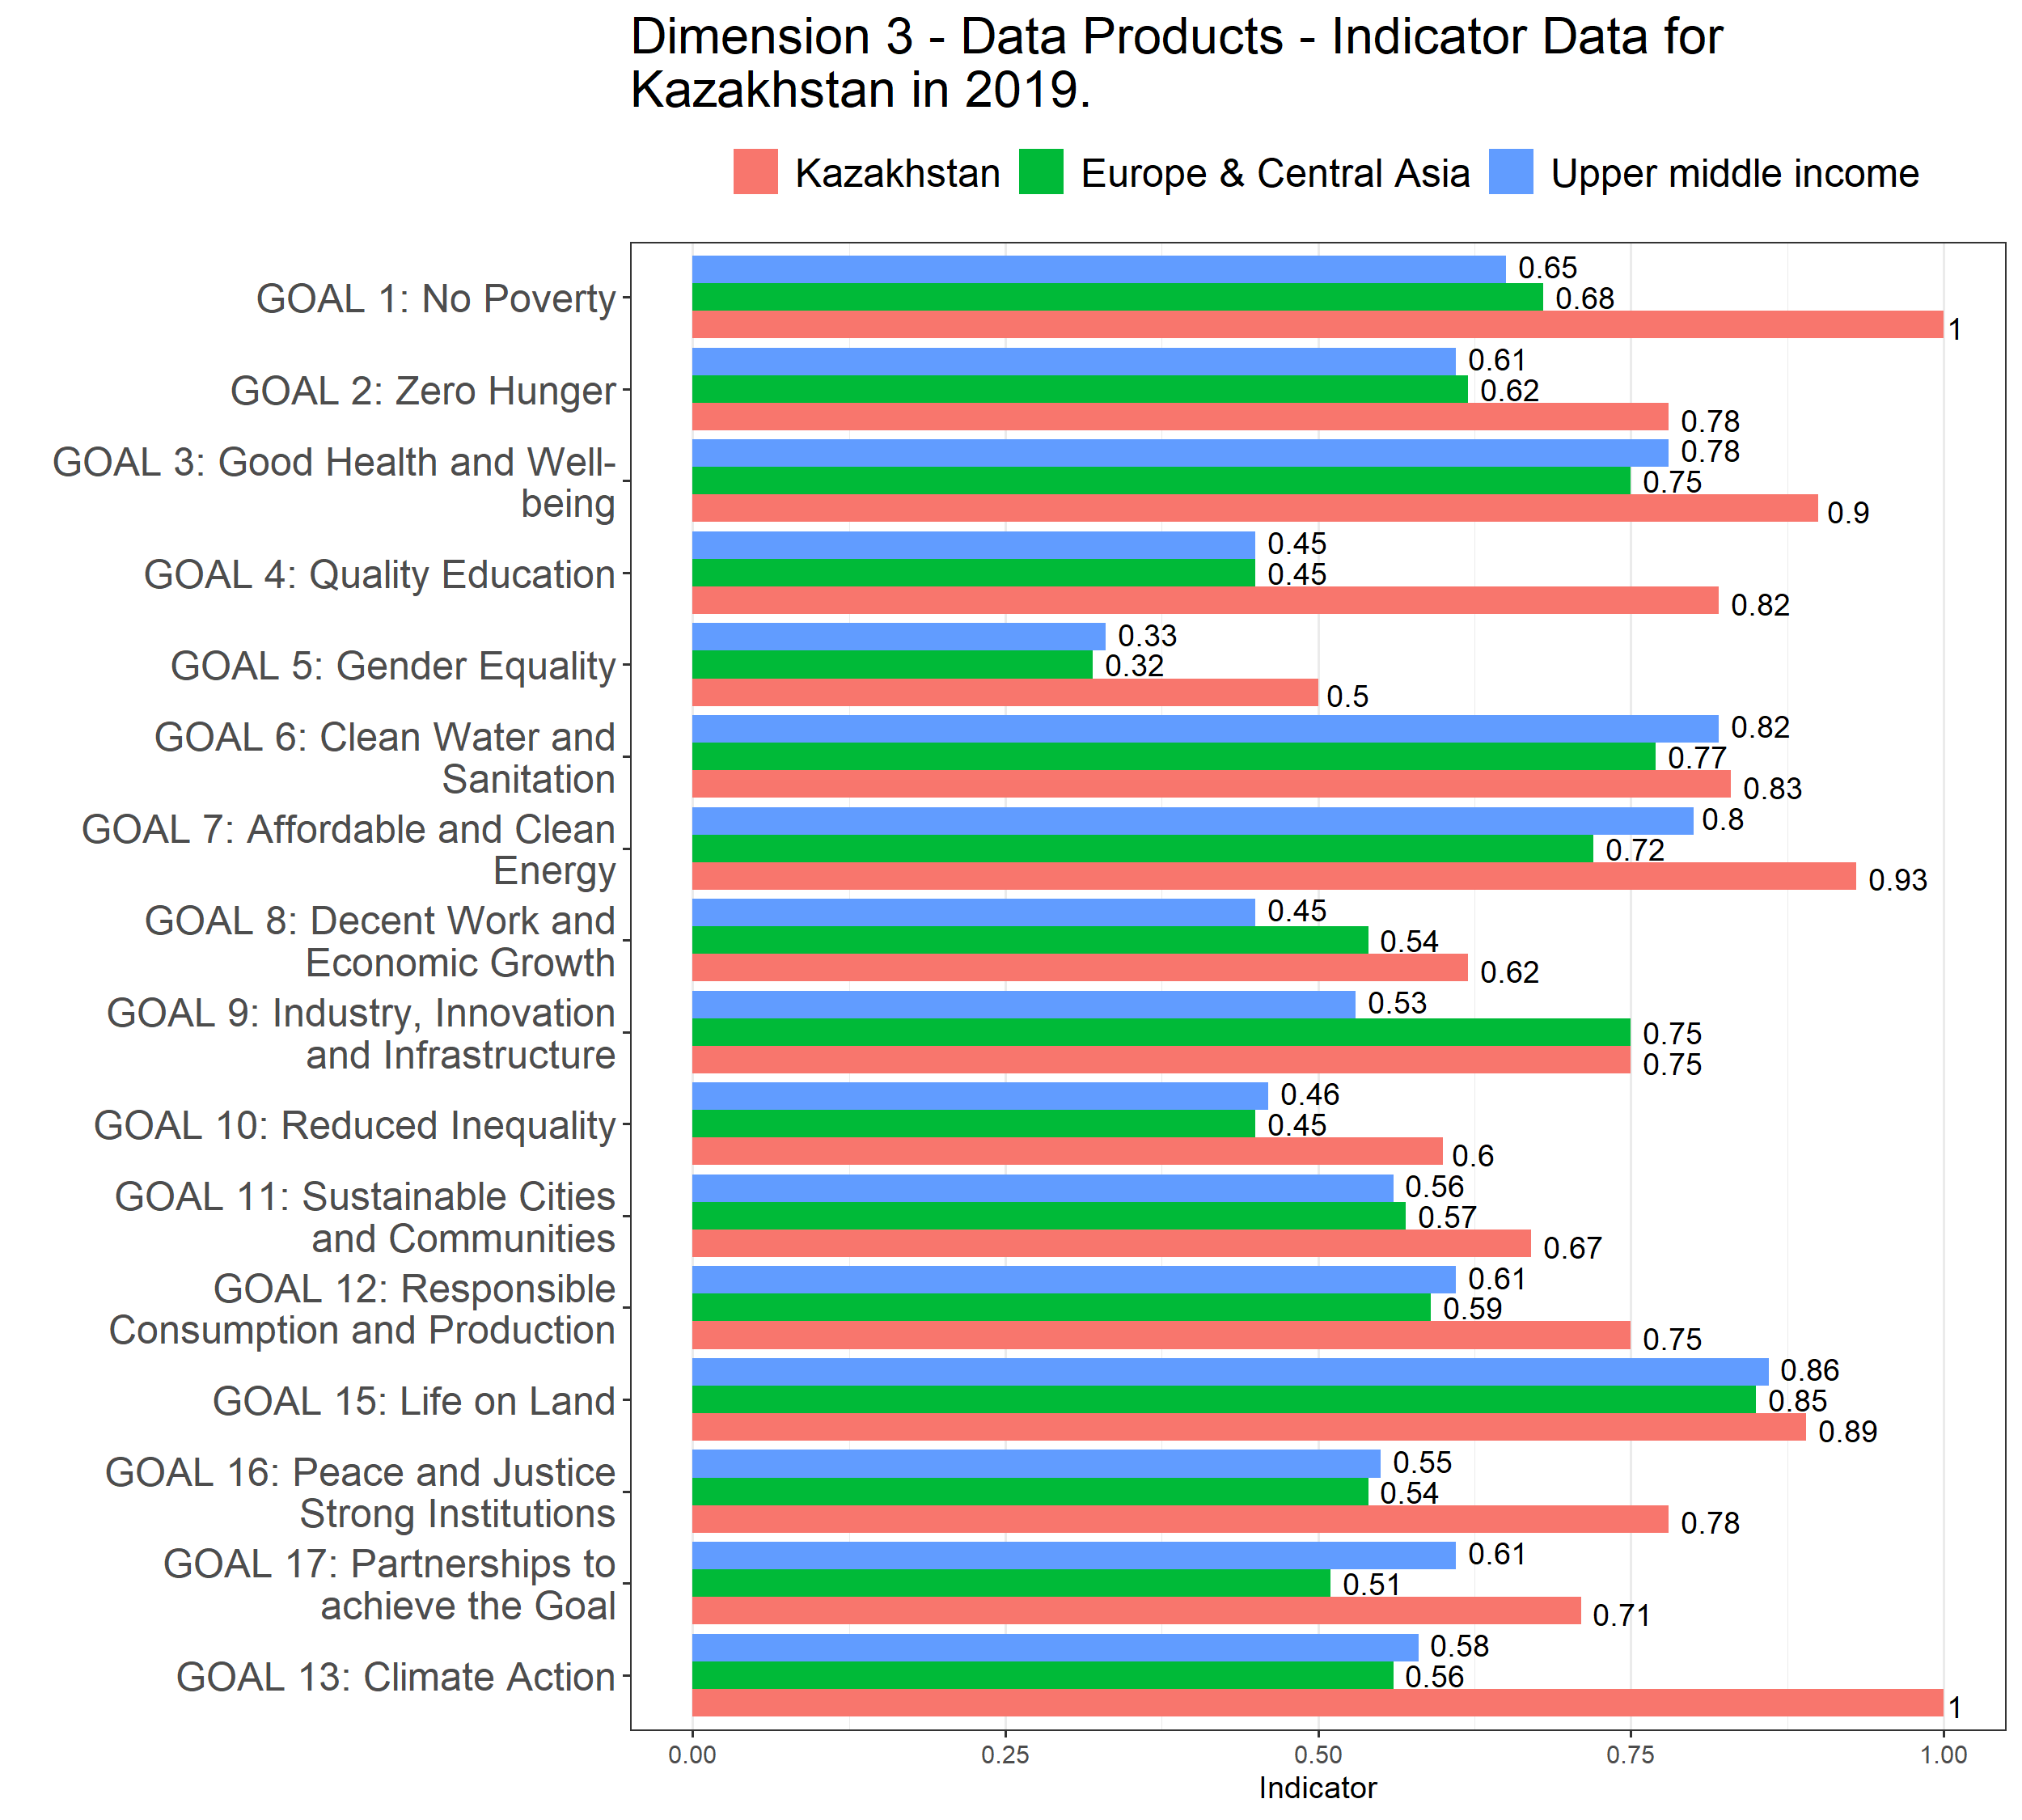 Dimension 3 - Data Products - Indicator Data for
Kazakhstan in 2019.
Kazakhstan Europe & Central Asia Upper middle income
GOAL 1: No Poverty
0.65
0.68
1
GOAL 2: Zero Hunger
0.61
0.62
0.78
GOAL 3: Good Health and Well-
being
0.78
0.75
0.9
GOAL 4: Quality Education
0.45
0.45
0.82
GOAL 5: Gender Equality
0.33
0.32
0.5
GOAL 6: Clean Water and
Sanitation
0.82
0.77
0.83
GOAL 7: Affordable and Clean
Energy
0.8
0.72
0.93
GOAL 8: Decent Work and
Economic Growth
0.45
0.54
0.62
GOAL 9: Industry, Innovation
and Infrastructure
0.53
0.75
0.75
GOAL 10: Reduced Inequality
0.46
0.45
0.6
GOAL 11: Sustainable Cities
and Communities
0.56
0.57
0.67
GOAL 12: Responsible
Consumption and Production
0.61
0.59
0.75
GOAL 15: Life on Land
0.86
0.85
0.89
GOAL 16: Peace and Justice
Strong Institutions
0.55
0.54
0.78
GOAL 17: Partnerships to
achieve the Goal
0.61
0.51
0.71
GOAL 13: Climate Action
0.58
0.56
1
0.00 0.25 0.50 0.75 1.00
Indicator